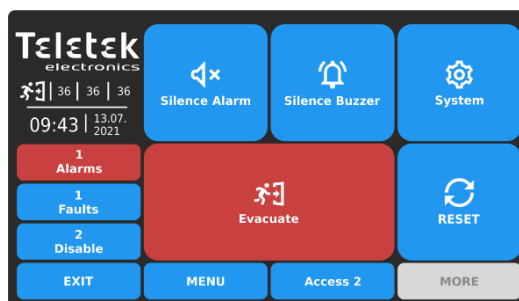 Teletek
electronics
36 | 36 | 36
09:43 | 13.07.
2021
1
Alarms
1
Faults
2
Disable
EXIT
Silence Alarm
Silence Buzzer
System
Evacuate
RESET
MENU
Access 2
MORE